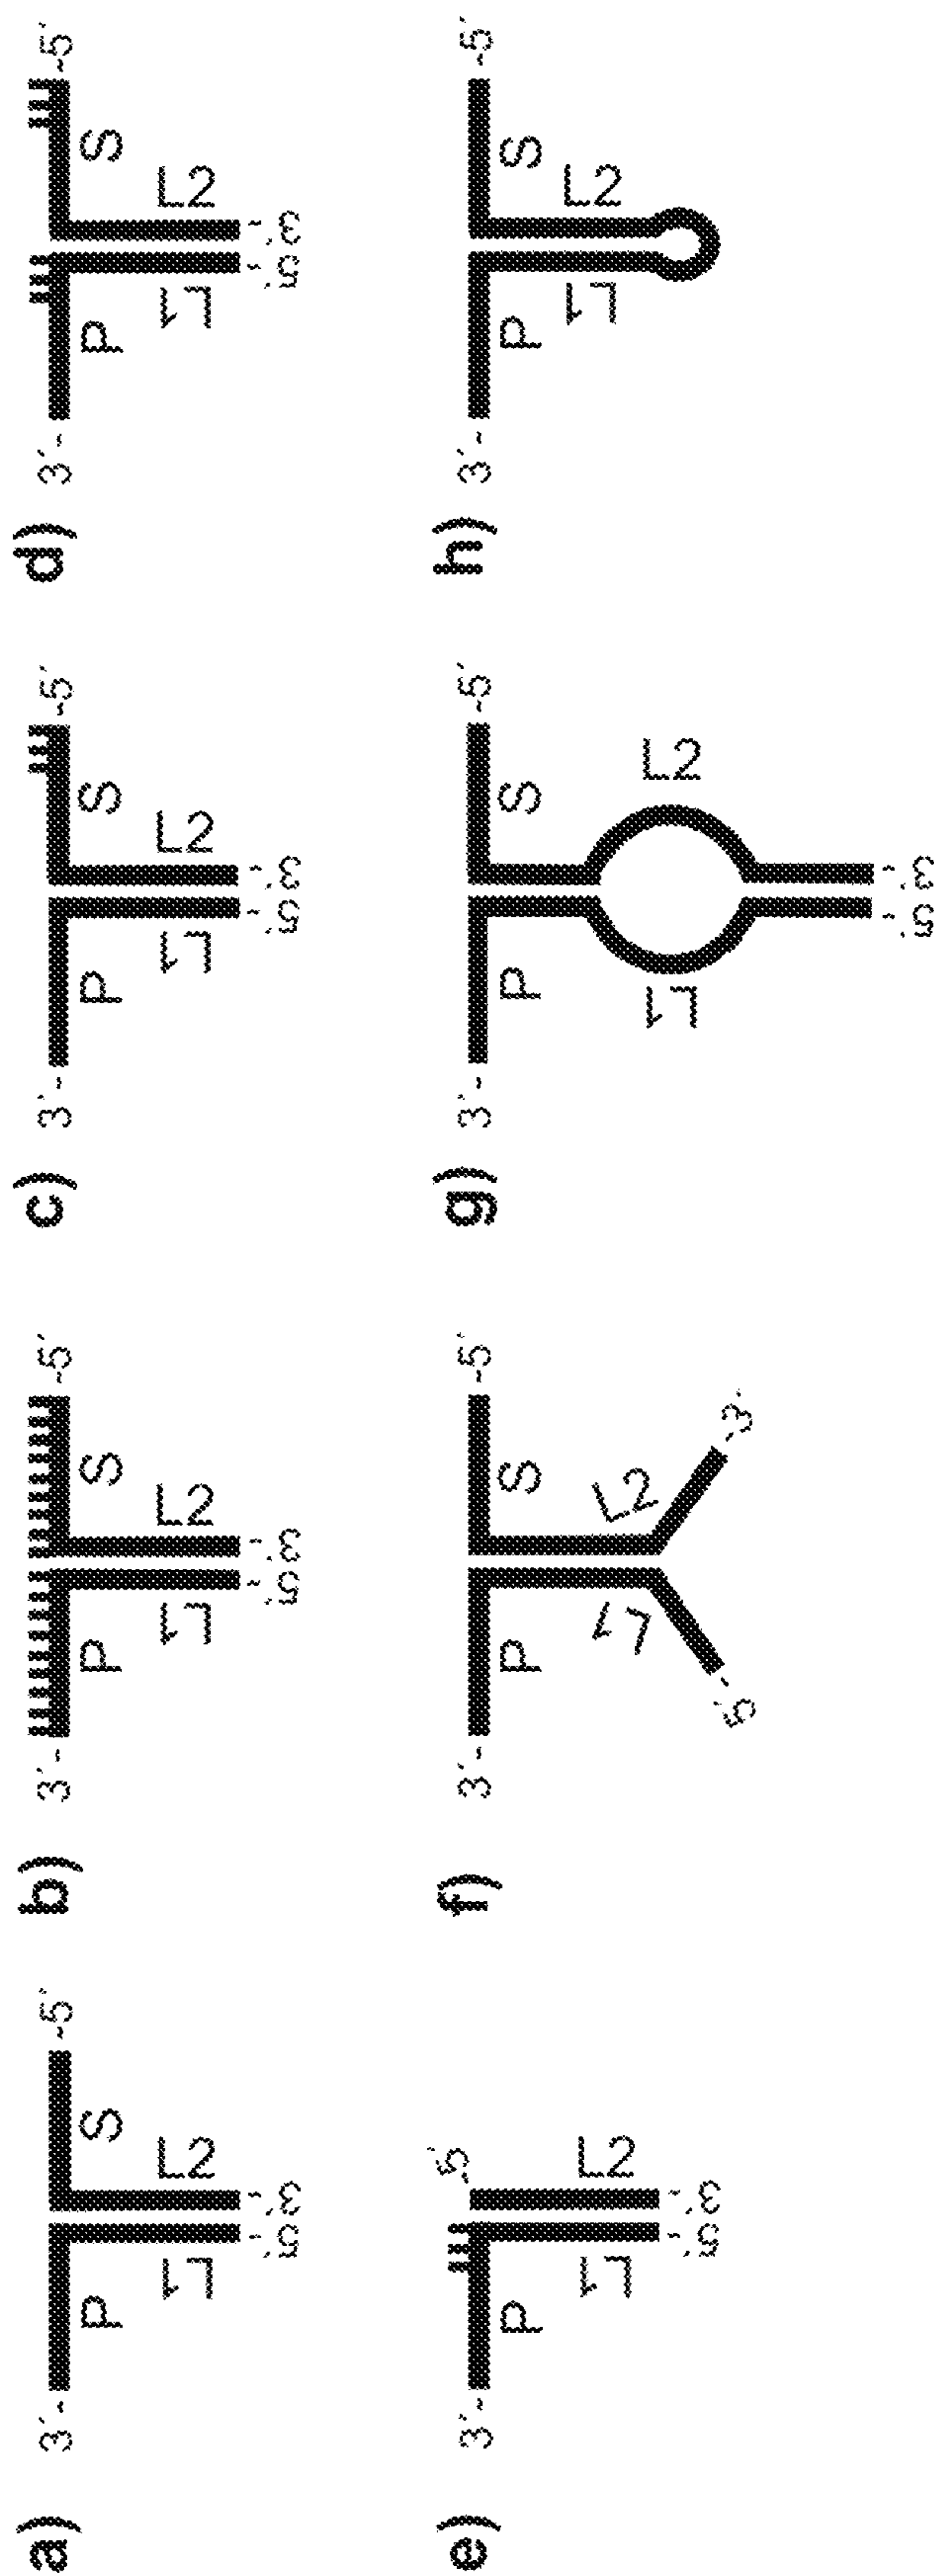 a) 3´- -5´
P S
L1 L2
5´- 3´-
b) 3´- -5´
P S
L1 L2
5´- 3´-
c) 3´- -5´
P S
L1 L2
5´- 3´-
d) 3´- -5´
P S
L1 L2
5´- 3´-
e) 3´- -5´
P
L1 L2
5´- 3´-
f) 3´- -5´
P S
L1 L2
5´- -3´
g) 3´- -5´
P S
L1 L2
5´- 3´-
h) 3´- -5´
P S
L1 L2